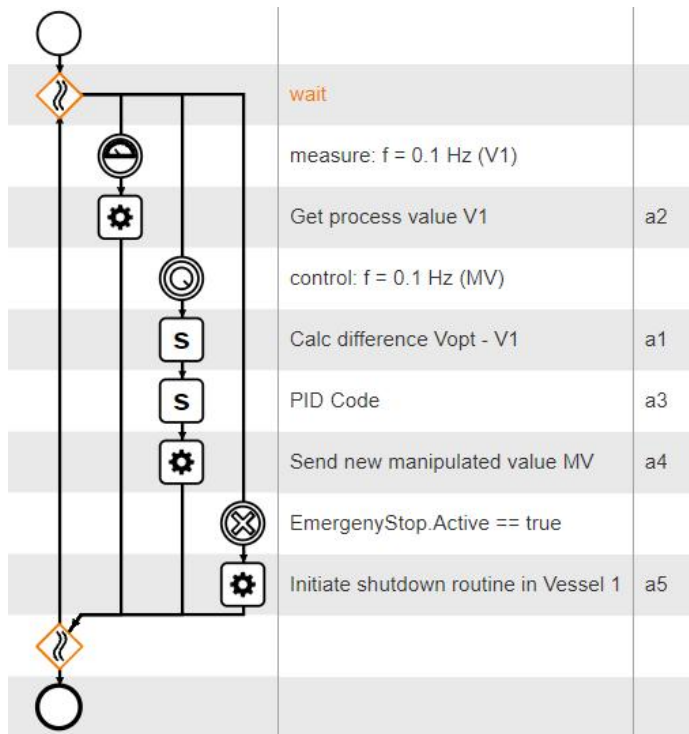 wait
measure: f = 0.1 Hz (V1)
Get process value V1 a2
control: f = 0.1 Hz (MV)
S Calc difference Vopt - V1 a1
S PID Code a3
Send new manipulated value MV a4
EmergenyStop.Active == true
Initiate shutdown routine in Vessel 1 a5